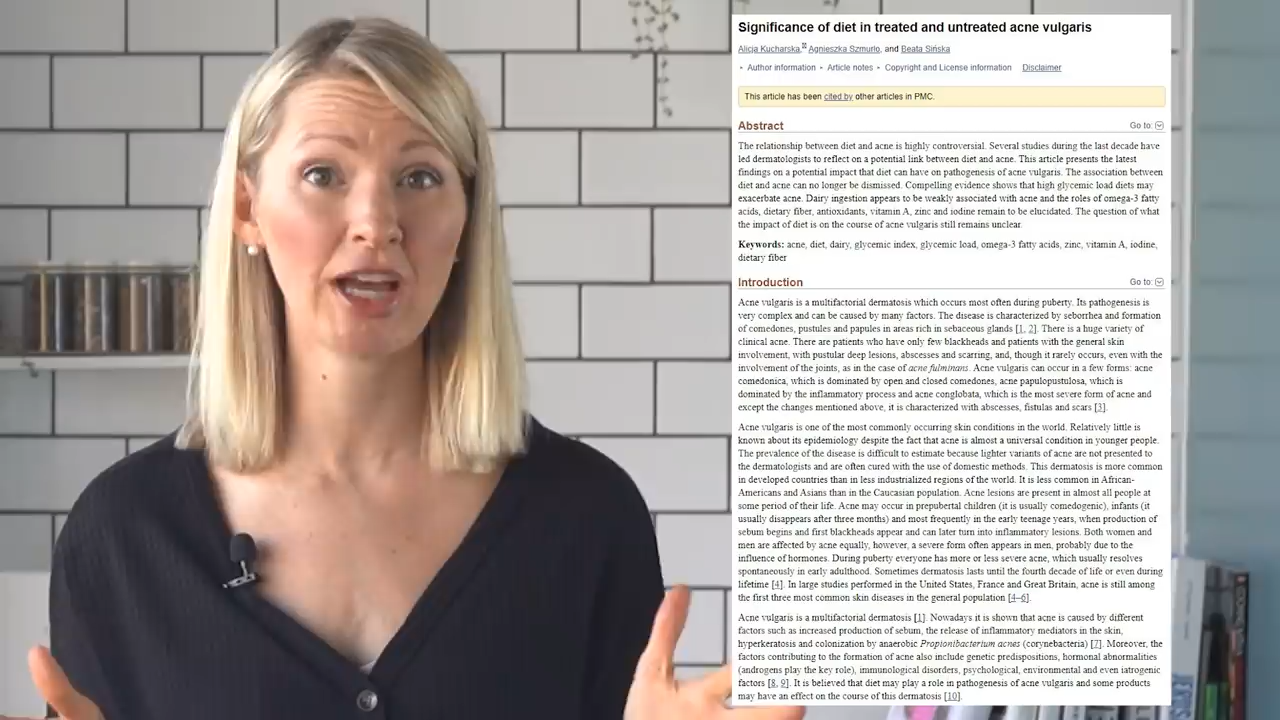 Significance of diet in treated and untreated acne vulgaris
Alicja Kucharska, Agnieszka Szmurło, and Beata Sińska
• Author information • Article notes • Copyright and License information Disclaimer
This article has been cited by other articles in PMC.
Abstract Go to:
The relationship between diet and acne is highly controversial. Several studies during the last decade have
led dermatologists to reflect on a potential link between diet and acne. This article presents the latest
findings on a potential impact that diet can have on pathogenesis of acne vulgaris. The association between
diet and acne can no longer be dismissed. Compelling evidence shows that high glycemic load diets may
exacerbate acne. Dairy ingestion appears to be weakly associated with acne and the roles of omega-3 fatty
acids, dietary fiber, antioxidants, vitamin A, zinc and iodine remain to be elucidated. The question of what
the impact of diet is on the course of acne vulgaris still remains unclear.
Keywords: acne, diet, dairy, glycemic index, glycemic load, omega-3 fatty acids, zinc, vitamin A, iodine,
dietary fiber
Introduction Go to:
Acne vulgaris is a multifactorial dermatosis which occurs most often during puberty. Its pathogenesis is
very complex and can be caused by many factors. The disease is characterized by seborrhea and formation
of comedones, pustules and papules in areas rich in sebaceous glands [1, 2]. There is a huge variety of
clinical acne. There are patients who have only few blackheads and patients with the general skin
involvement, with pustular deep lesions, abscesses and scarring, and, though it rarely occurs, even with the
involvement of the joints, as in the case of acne fulminans. Acne vulgaris can occur in a few forms: acne
comedonica, which is dominated by open and closed comedones, acne papulopustulosa, which is
dominated by the inflammatory process and acne conglobata, which is the most severe form of acne and
except the changes mentioned above, it is characterized with abscesses, fistulas and scars [3].
Acne vulgaris is one of the most commonly occurring skin conditions in the world. Relatively little is
known about its epidemiology despite the fact that acne is almost a universal condition in younger people.
The prevalence of the disease is difficult to estimate because lighter variants of acne are not presented to
the dermatologists and are often cured with the use of domestic methods. This dermatosis is more common
in developed countries than in less industrialized regions of the world. It is less common in African-
Americans and Asians than in the Caucasian population. Acne lesions are present in almost all people at
some period of their life. Acne may occur in prepubertal children (it is usually comedogenic), infants (it
usually disappears after three months) and most frequently in the early teenage years, when production of
sebum begins and first blackheads appear and can later turn into inflammatory lesions. Both women and
men are affected by acne equally, however, a severe form often appears in men, probably due to the
influence of hormones. During puberty everyone has more or less severe acne, which usually resolves
spontaneously in early adulthood. Sometimes dermatosis lasts until the fourth decade of life or even during
lifetime [4]. In large studies performed in the United States, France and Great Britain, acne is still among
the first three most common skin diseases in the general population [4–6].
Acne vulgaris is a multifactorial dermatosis [1]. Nowadays it is shown that acne is caused by different
factors such as increased production of sebum, the release of inflammatory mediators in the skin,
hyperkeratosis and colonization by anaerobic Propionibacterium acnes (corynebacteria) [7]. Moreover, the
factors contributing to the formation of acne also include genetic predispositions, hormonal abnormalities
(androgens play the key role), immunological disorders, psychological, environmental and even iatrogenic
factors [8, 9]. It is believed that diet may play a role in pathogenesis of acne vulgaris and some products
may have an effect on the course of this dermatosis [10].